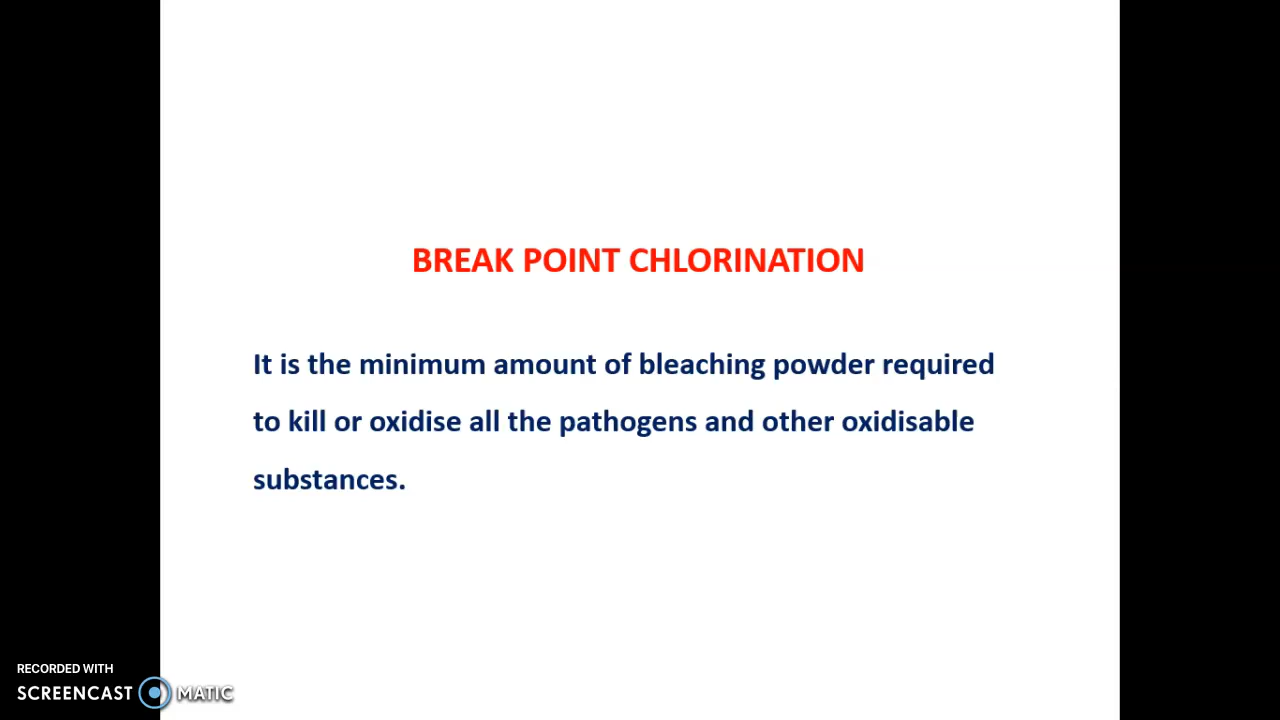 BREAK POINT CHLORINATION
It is the minimum amount of bleaching powder required
to kill or oxidise all the pathogens and other oxidisable
substances.
RECORDED WITH
SCREENCAST MATIC